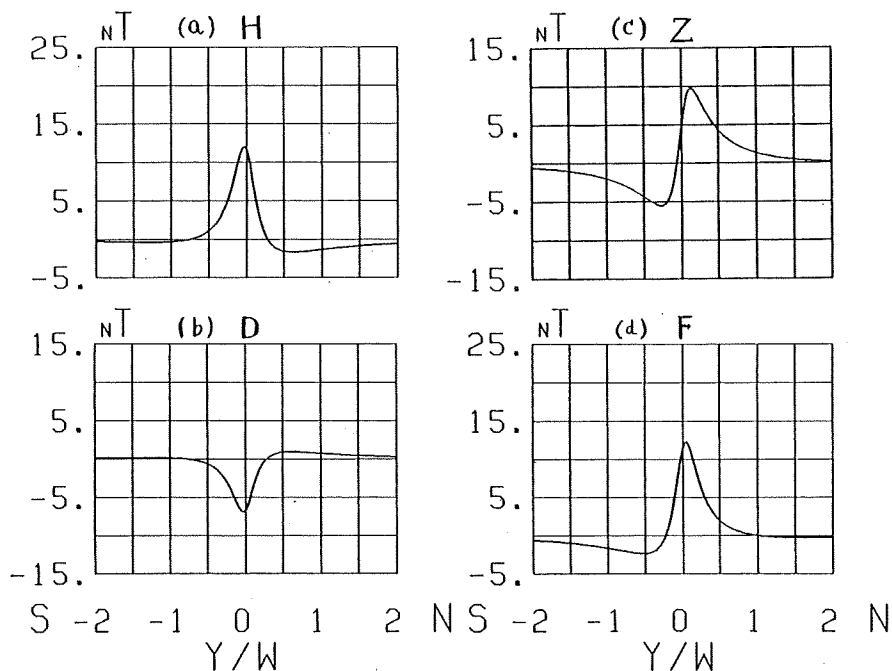 NT (a) H
25.
15.
5.
-5.
NT (c) Z
15.
5.
-5.
-15.
NT (b) D
15.
5.
-5.
-15.
NT (d) F
25.
15.
5.
-5.
S -2 -1 0 1 2 N
Y/W
S -2 -1 0 1 2 N
Y/W